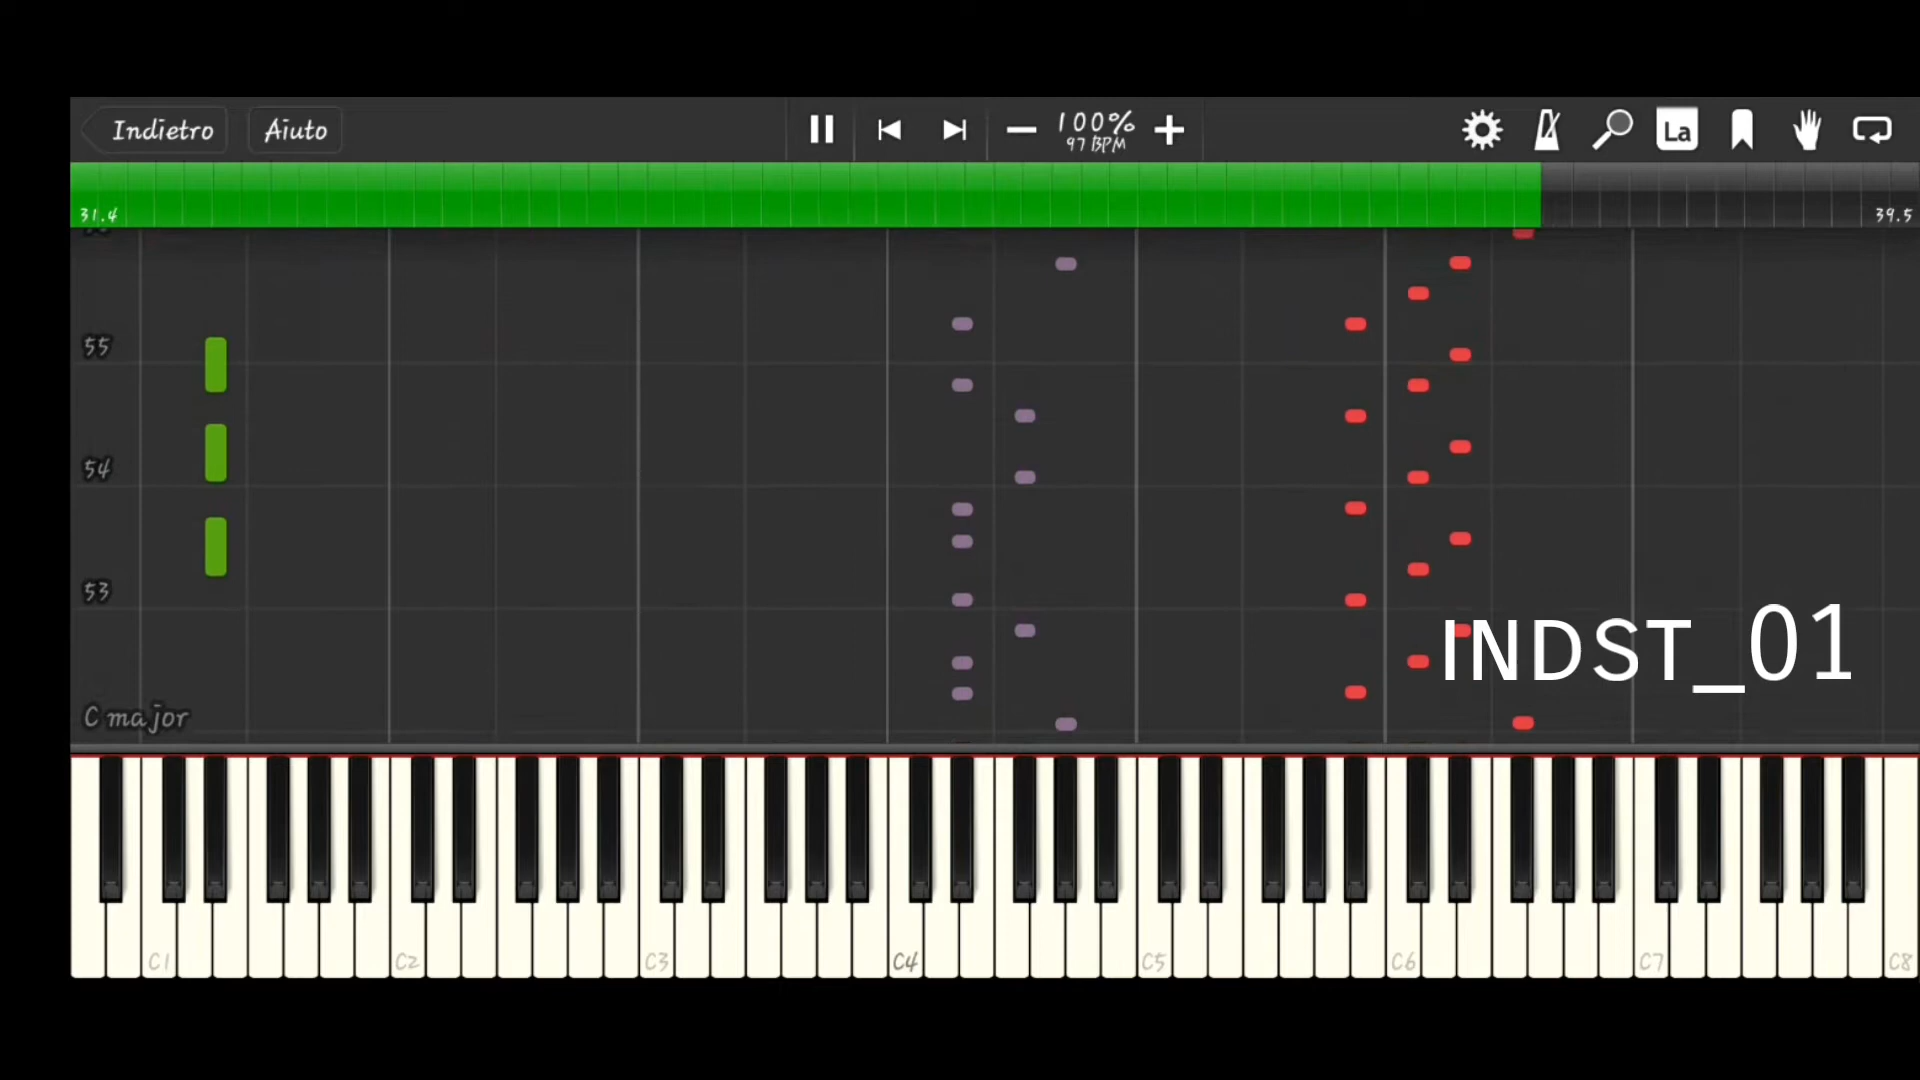 Indietro Aiuto 100% La
97 BPM
31.4 39.5
55
54
53
INDST_01
C major
C1 C2 C3 C4 C5 C6 C7 C8